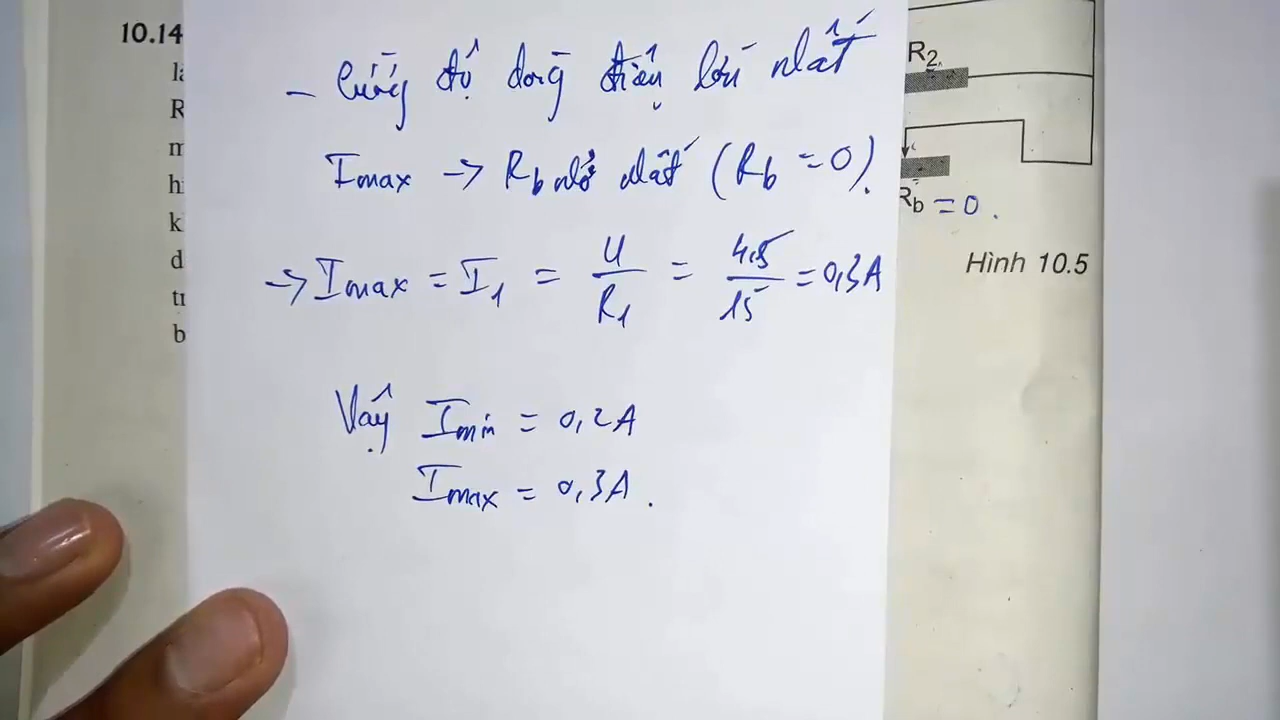 10.14
- Cường độ dòng điện lớn nhất
Imax -> Rb nhỏ nhất (Rb = 0).
-> Imax = I1 = U/R1 = 4,5/15 = 0,3A
Vậy Imin = 0,2A
Imax = 0,3A.
R2
Rb = 0.
Hình 10.5